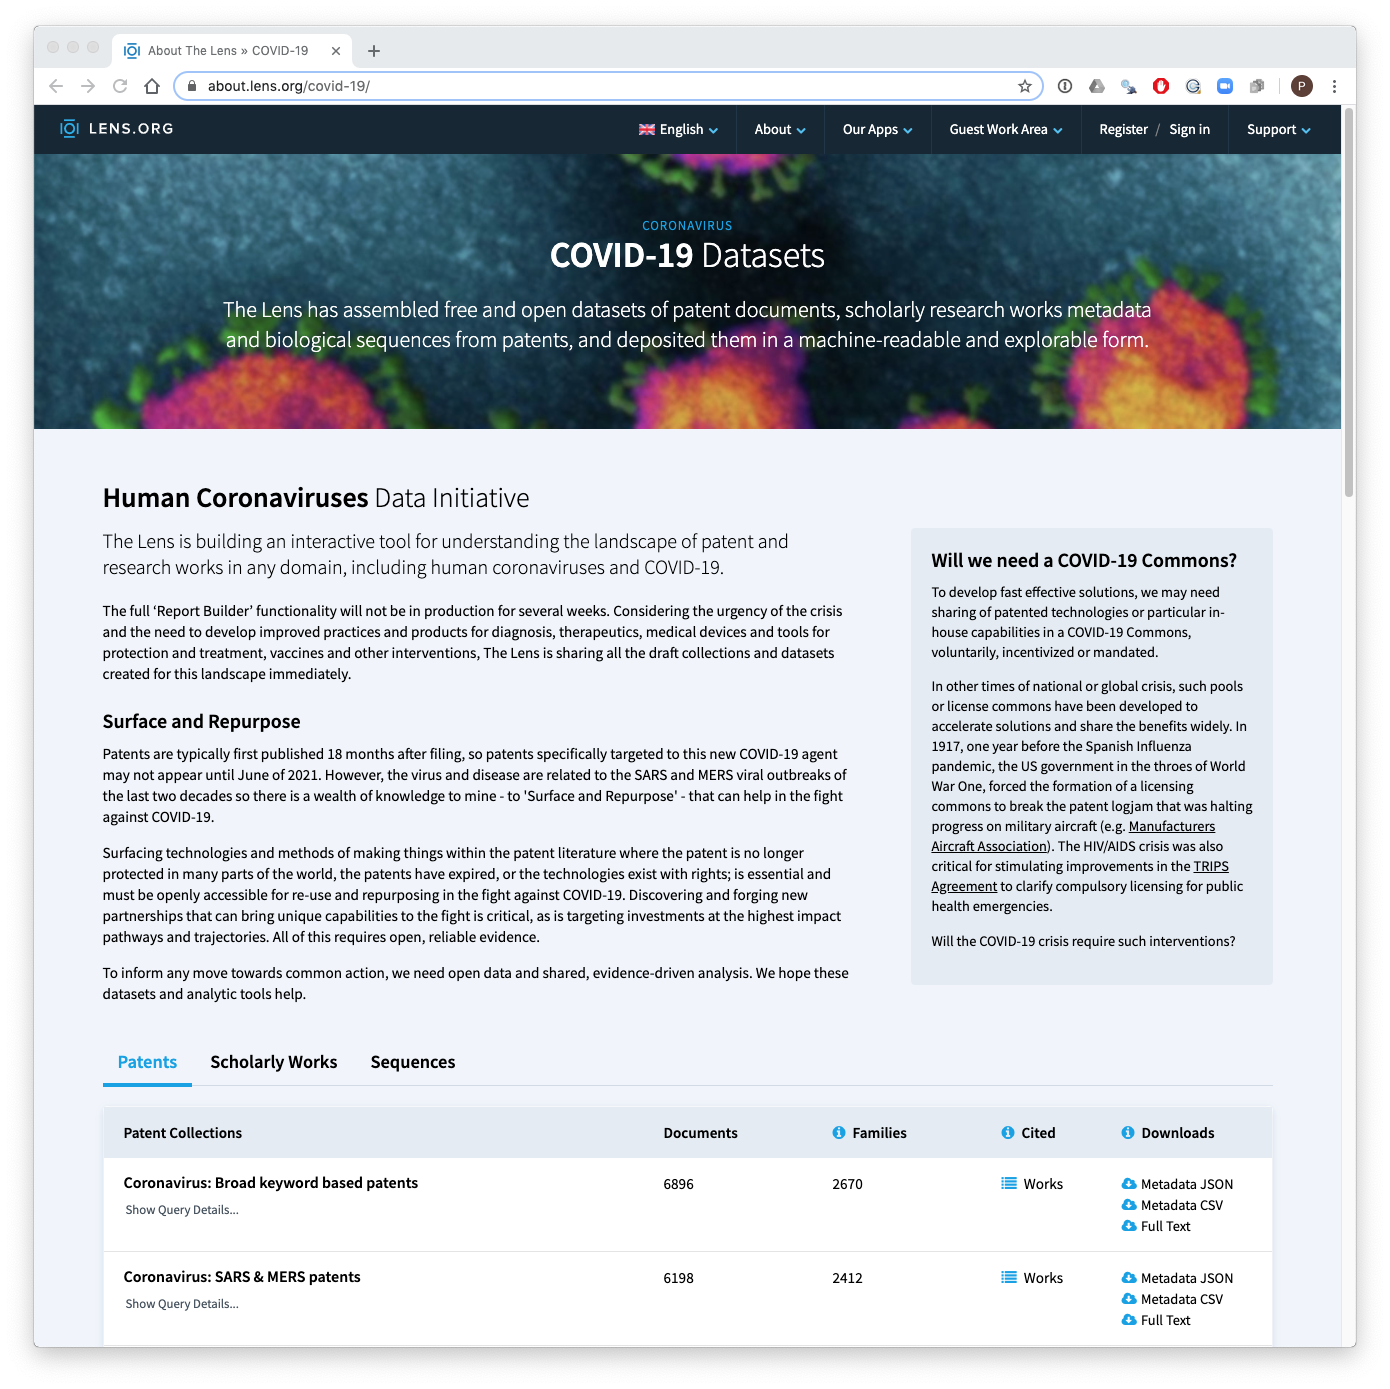 About The Lens » COVID-19
about.lens.org/covid-19/
P
LENS.ORG
English
About
Our Apps
Guest Work Area
Register / Sign in
Support
CORONAVIRUS
COVID-19 Datasets
The Lens has assembled free and open datasets of patent documents, scholarly research works metadata
and biological sequences from patents, and deposited them in a machine-readable and explorable form.
Human Coronaviruses Data Initiative
The Lens is building an interactive tool for understanding the landscape of patent and
research works in any domain, including human coronaviruses and COVID-19.
The full ‘Report Builder’ functionality will not be in production for several weeks. Considering the urgency of the crisis
and the need to develop improved practices and products for diagnosis, therapeutics, medical devices and tools for
protection and treatment, vaccines and other interventions, The Lens is sharing all the draft collections and datasets
created for this landscape immediately.
Surface and Repurpose
Patents are typically first published 18 months after filing, so patents specifically targeted to this new COVID-19 agent
may not appear until June of 2021. However, the virus and disease are related to the SARS and MERS viral outbreaks of
the last two decades so there is a wealth of knowledge to mine - to 'Surface and Repurpose' - that can help in the fight
against COVID-19.
Surfacing technologies and methods of making things within the patent literature where the patent is no longer
protected in many parts of the world, the patents have expired, or the technologies exist with rights; is essential and
must be openly accessible for re-use and repurposing in the fight against COVID-19. Discovering and forging new
partnerships that can bring unique capabilities to the fight is critical, as is targeting investments at the highest impact
pathways and trajectories. All of this requires open, reliable evidence.
To inform any move towards common action, we need open data and shared, evidence-driven analysis. We hope these
datasets and analytic tools help.
Will we need a COVID-19 Commons?
To develop fast effective solutions, we may need
sharing of patented technologies or particular in-
house capabilities in a COVID-19 Commons,
voluntarily, incentivized or mandated.
In other times of national or global crisis, such pools
or license commons have been developed to
accelerate solutions and share the benefits widely. In
1917, one year before the Spanish Influenza
pandemic, the US government in the throes of World
War One, forced the formation of a licensing
commons to break the patent logjam that was halting
progress on military aircraft (e.g. Manufacturers
Aircraft Association). The HIV/AIDS crisis was also
critical for stimulating improvements in the TRIPS
Agreement to clarify compulsory licensing for public
health emergencies.
Will the COVID-19 crisis require such interventions?
Patents
Scholarly Works
Sequences
Patent Collections
Documents
Families
Cited
Downloads
Coronavirus: Broad keyword based patents
Show Query Details...
6896
2670
Works
Metadata JSON
Metadata CSV
Full Text
Coronavirus: SARS & MERS patents
Show Query Details...
6198
2412
Works
Metadata JSON
Metadata CSV
Full Text